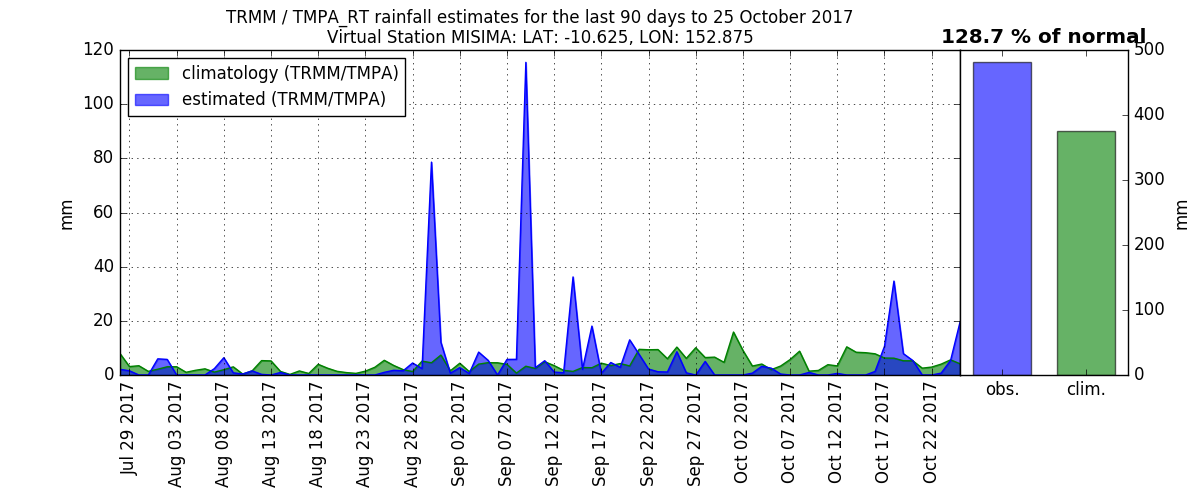 TRMM / TMPA_RT rainfall estimates for the last 90 days to 25 October 2017
Virtual Station MISIMA: LAT: -10.625, LON: 152.875
128.7 % of normal
climatology (TRMM/TMPA)
estimated (TRMM/TMPA)
120
100
80
60
40
20
0
mm
Jul 29 2017
Aug 03 2017
Aug 08 2017
Aug 13 2017
Aug 18 2017
Aug 23 2017
Aug 28 2017
Sep 02 2017
Sep 07 2017
Sep 12 2017
Sep 17 2017
Sep 22 2017
Sep 27 2017
Oct 02 2017
Oct 07 2017
Oct 12 2017
Oct 17 2017
Oct 22 2017
500
400
300
200
100
0
mm
obs.
clim.